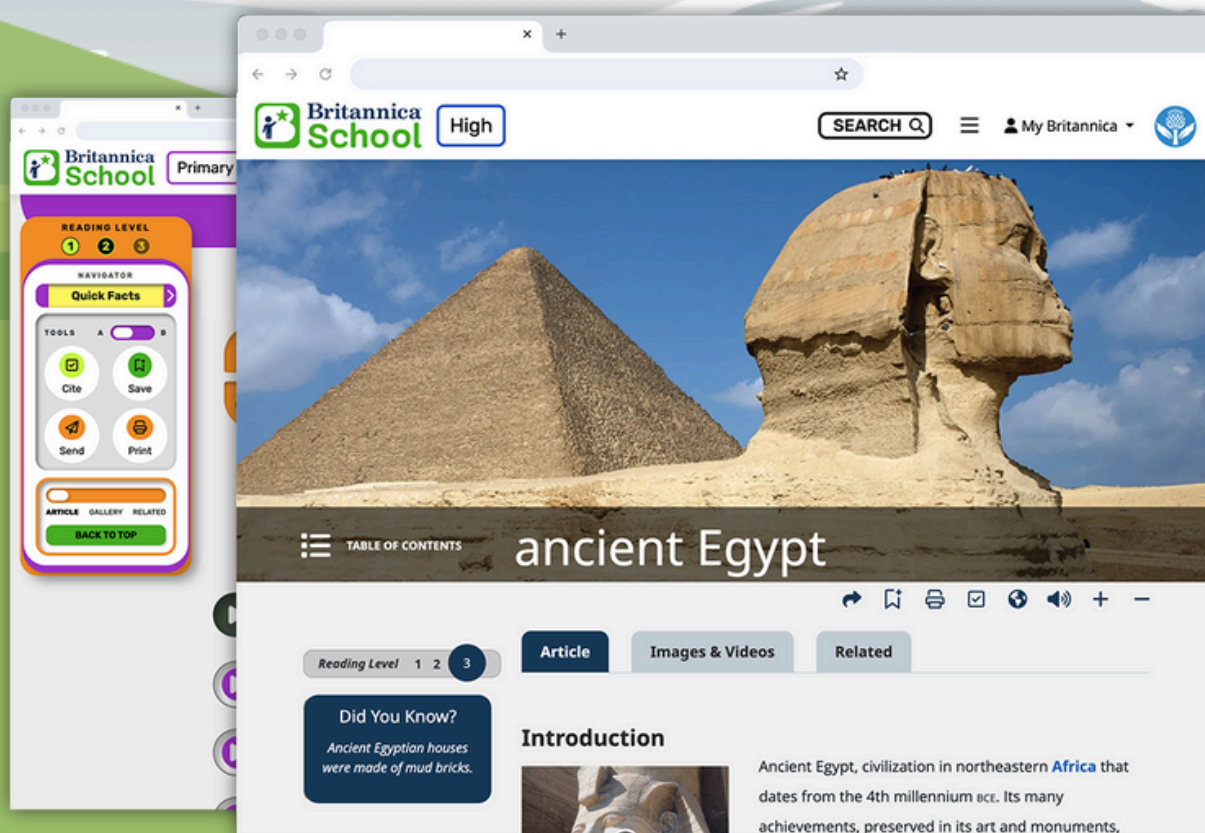 Britannica
School
Primary
READING LEVEL
1 2 3
NAVIGATOR
Quick Facts
TOOLS A B
Cite Save
Send Print
ARTICLE GALLERY RELATED
BACK TO TOP
Britannica
School
High
SEARCH
My Britannica
TABLE OF CONTENTS
ancient Egypt
Reading Level 1 2 3
Article Images & Videos Related
Did You Know?
Ancient Egyptian houses
were made of mud bricks.
Introduction
Ancient Egypt, civilization in northeastern Africa that
dates from the 4th millennium BCE. Its many
achievements, preserved in its art and monuments,